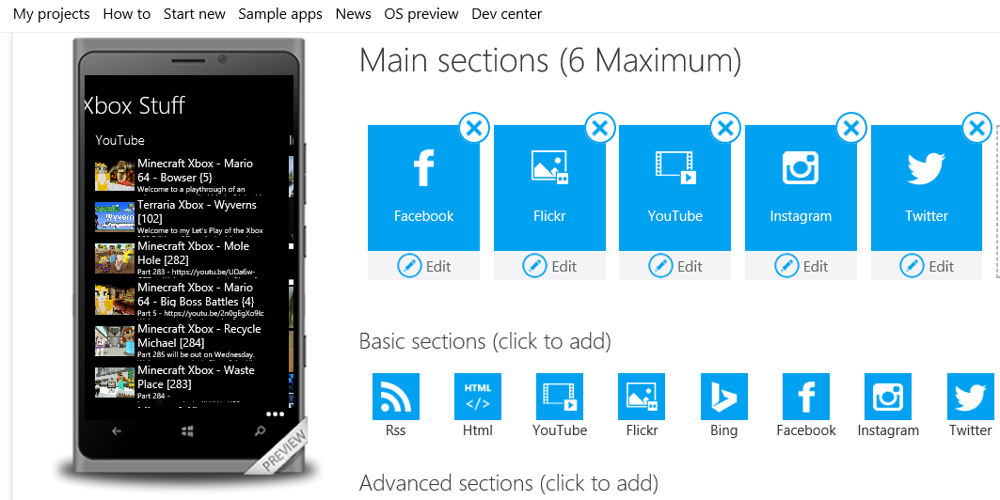 My projects How to Start new Sample apps News OS preview Dev center
Xbox Stuff
YouTube
Minecraft Xbox - Mario
64 - Bowser {5}
Welcome to a playthrough of an
Terraria Xbox - Wyverns
[102]
Welcome to my Let's Play of the Xbox
Minecraft Xbox - Mole
Hole [282]
Part 283 - https://youtu.be/UDa6w-
Minecraft Xbox - Mario
64 - Big Boss Battles {4}
Part 5 - https://youtu.be/2n0gEgXo9Ic
Minecraft Xbox - Recycle
Michael [284]
Part 285 will be out on Wednesday.
Minecraft Xbox - Waste
Place [283]
Part 284 -
PREVIEW
Main sections (6 Maximum)
Facebook Flickr YouTube Instagram Twitter
Edit Edit Edit Edit Edit
Basic sections (click to add)
HTML
</>
Rss Html YouTube Flickr Bing Facebook Instagram Twitter
Advanced sections (click to add)